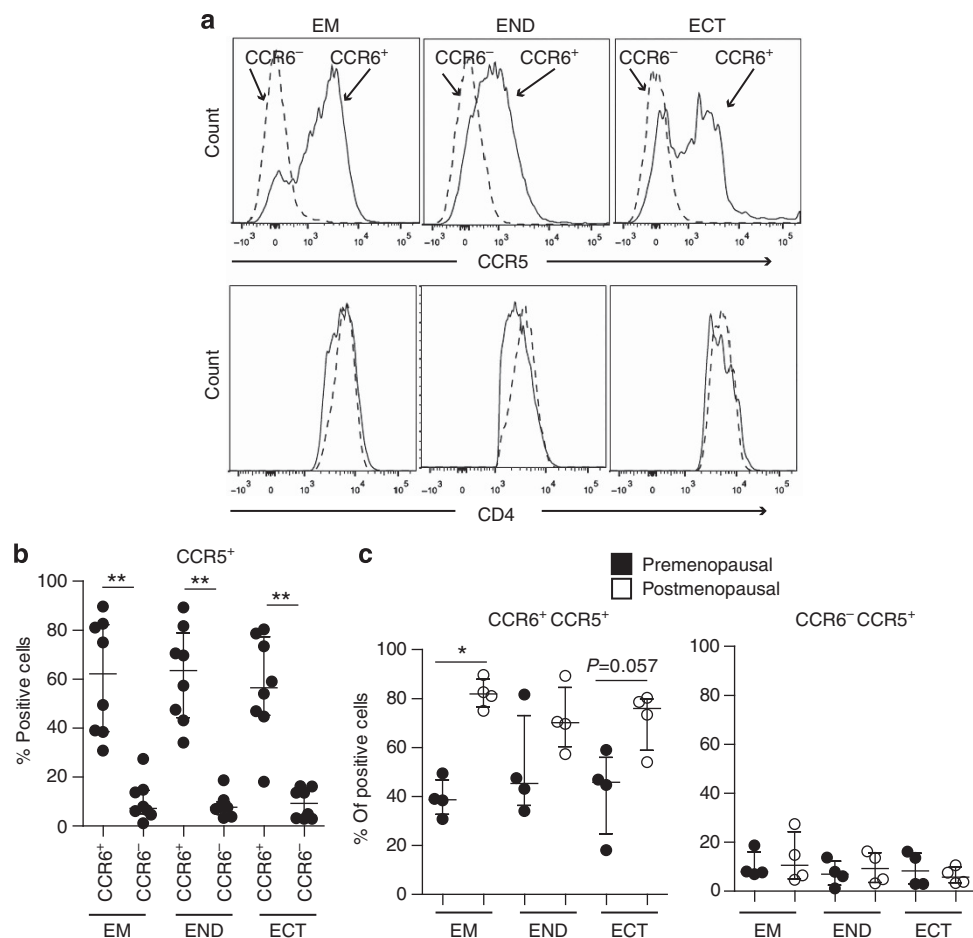 a
EM END ECT
CCR6⁻ CCR6⁺ CCR6⁻ CCR6⁺ CCR6⁻ CCR6⁺
Count
−10³ 0 10³ 10⁴ 10⁵ −10³ 0 10³ 10⁴ 10⁵ −10³ 0 10³ 10⁴ 10⁵
CCR5
Count
−10³ 0 10³ 10⁴ 10⁵ −10³ 0 10³ 10⁴ 10⁵ −10³ 0 10³ 10⁴ 10⁵
CD4
b
CCR5⁺
% Positive cells
100
80
60
40
20
0
** ** **
CCR6⁺ CCR6⁻ CCR6⁺ CCR6⁻ CCR6⁺ CCR6⁻
EM END ECT
c
Premenopausal
Postmenopausal
CCR6⁺ CCR5⁺
% Of positive cells
100
80
60
40
20
0
* P=0.057
EM END ECT
CCR6⁻ CCR5⁺
100
80
60
40
20
0
EM END ECT